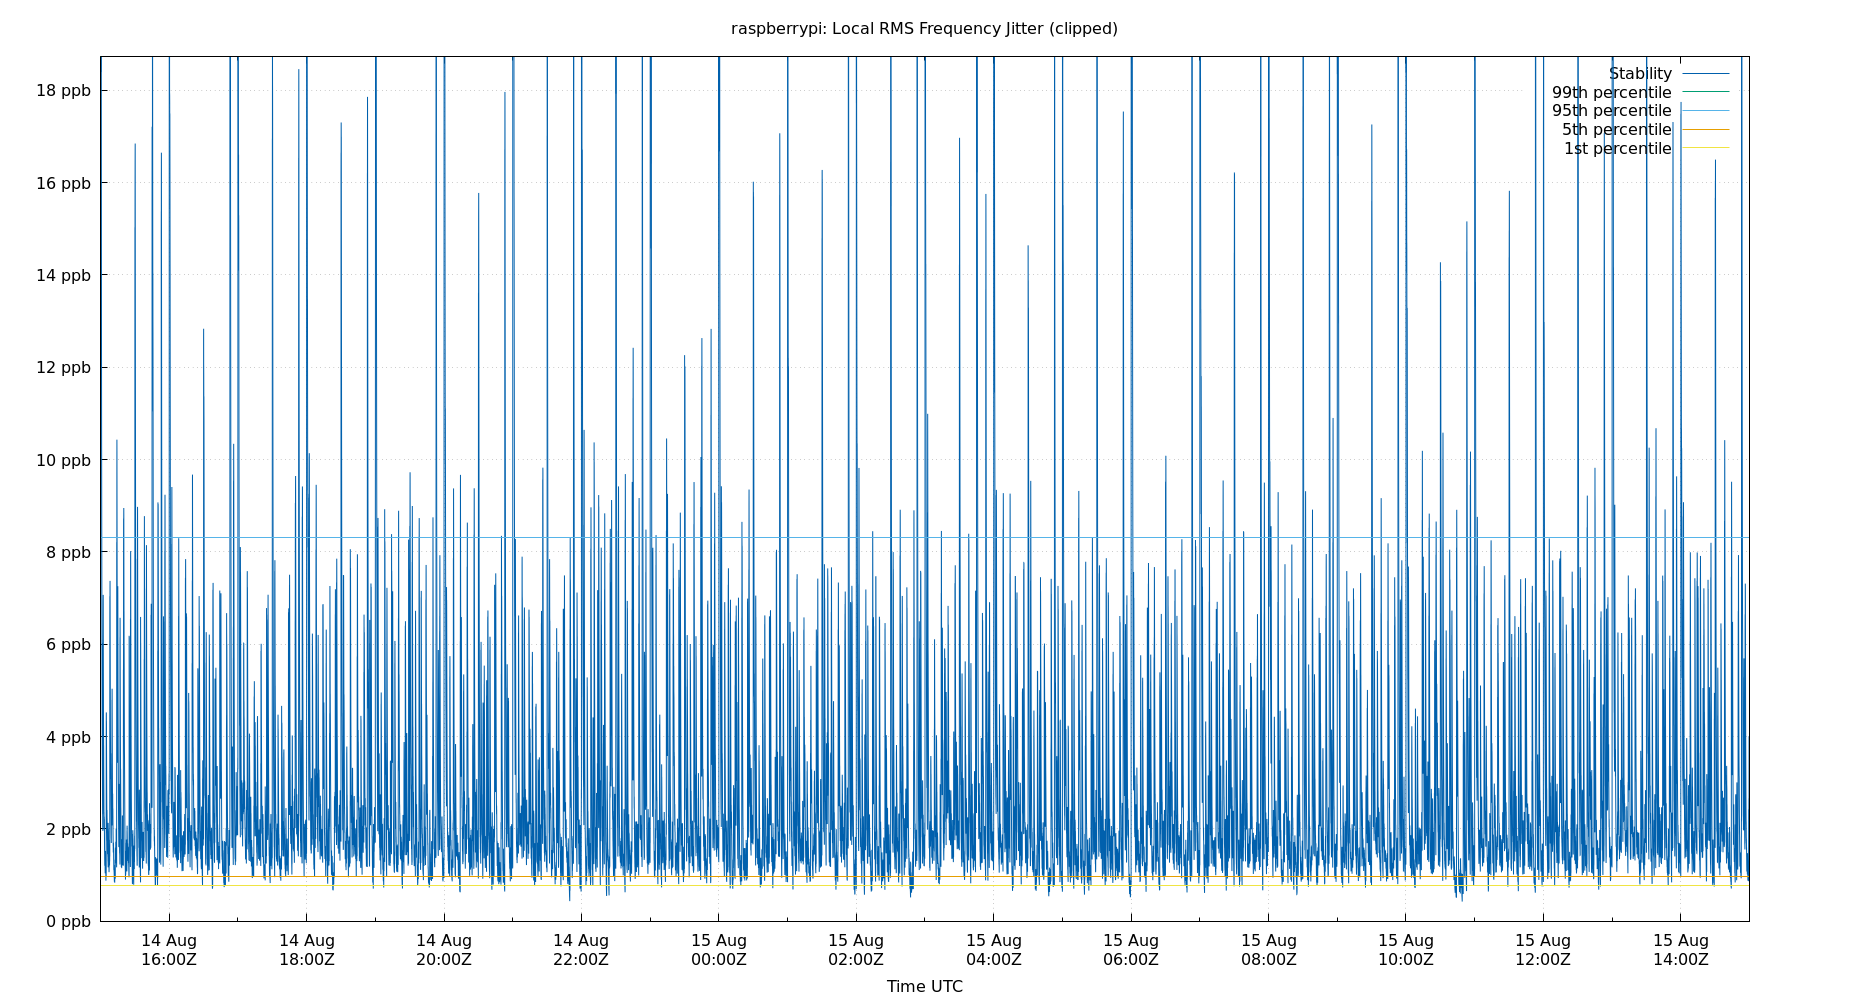 raspberrypi: Local RMS Frequency Jitter (clipped)
Stability
99th percentile
95th percentile
5th percentile
1st percentile
18 ppb
16 ppb
14 ppb
12 ppb
10 ppb
8 ppb
6 ppb
4 ppb
2 ppb
0 ppb
14 Aug 14 Aug 14 Aug 14 Aug 15 Aug 15 Aug 15 Aug 15 Aug 15 Aug 15 Aug 15 Aug 15 Aug
16:00Z 18:00Z 20:00Z 22:00Z 00:00Z 02:00Z 04:00Z 06:00Z 08:00Z 10:00Z 12:00Z 14:00Z
Time UTC